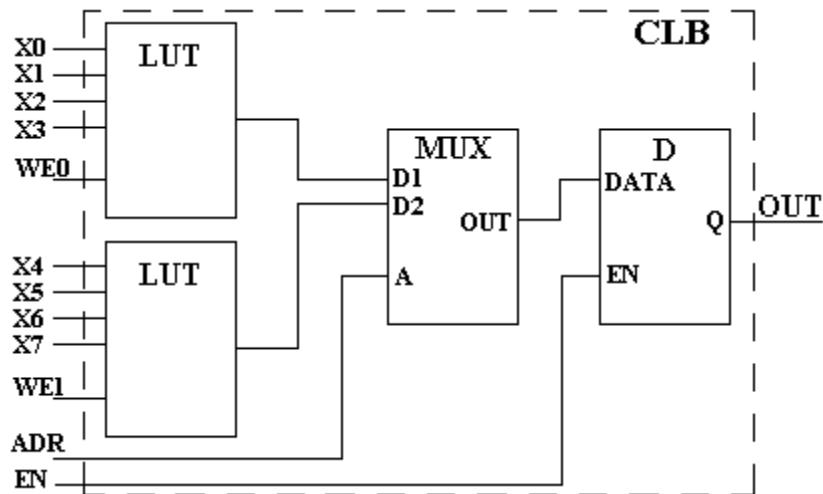 CLB
X0
X1
X2
X3
WE0
LUT
MUX
D1
D2
OUT
A
D
DATA
Q
EN
OUT
X4
X5
X6
X7
WE1
LUT
ADR
EN